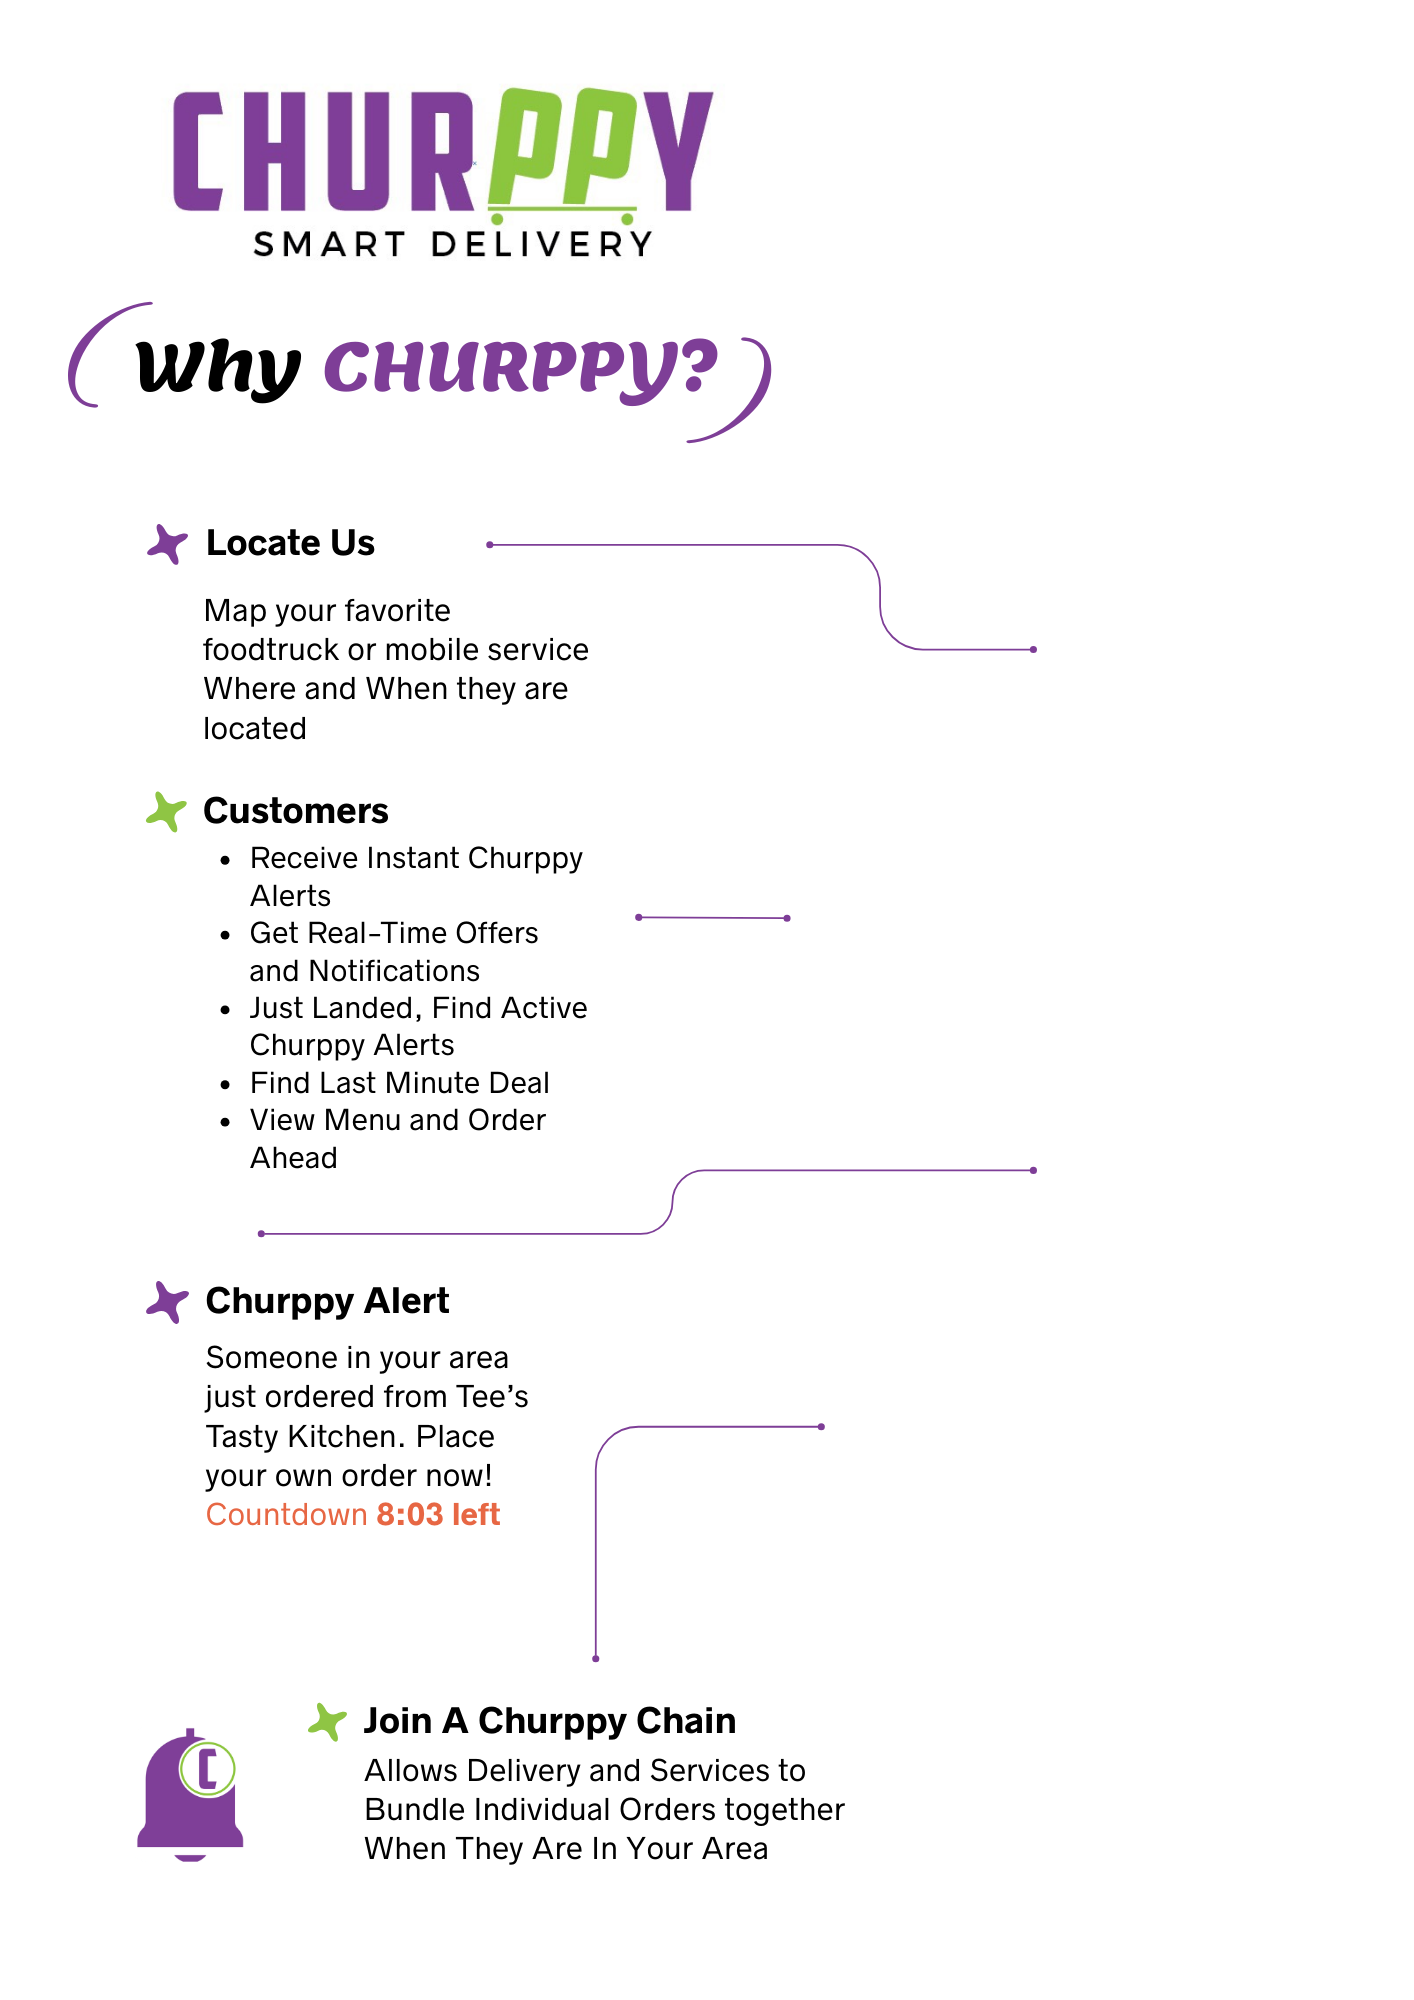 CHURPPY
SMART DELIVERY
Why CHURPPY?
Locate Us
Map your favorite
foodtruck or mobile service
Where and When they are
located
Customers
• Receive Instant Churppy
Alerts
• Get Real-Time Offers
and Notifications
• Just Landed, Find Active
Churppy Alerts
• Find Last Minute Deal
• View Menu and Order
Ahead
Churppy Alert
Someone in your area
just ordered from Tee’s
Tasty Kitchen. Place
your own order now!
Countdown 8:03 left
C
Join A Churppy Chain
Allows Delivery and Services to
Bundle Individual Orders together
When They Are In Your Area